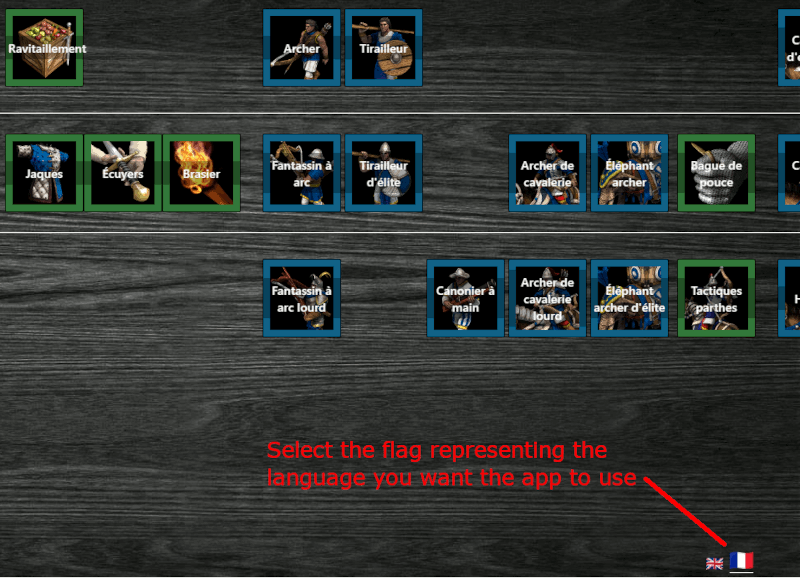 Ravitaillement
Archer
Tirailleur
C
d'é
Jaques
Écuyers
Brasier
Fantassin à
arc
Tirailleur
d'élite
Archer de
cavalerie
Éléphant
archer
Bague de
pouce
C
Fantassin à
arc lourd
Canonier à
main
Archer de
cavalerie
lourd
Éléphant
archer d'élite
Tactiques
parthes
H
Select the flag representing the
language you want the app to use